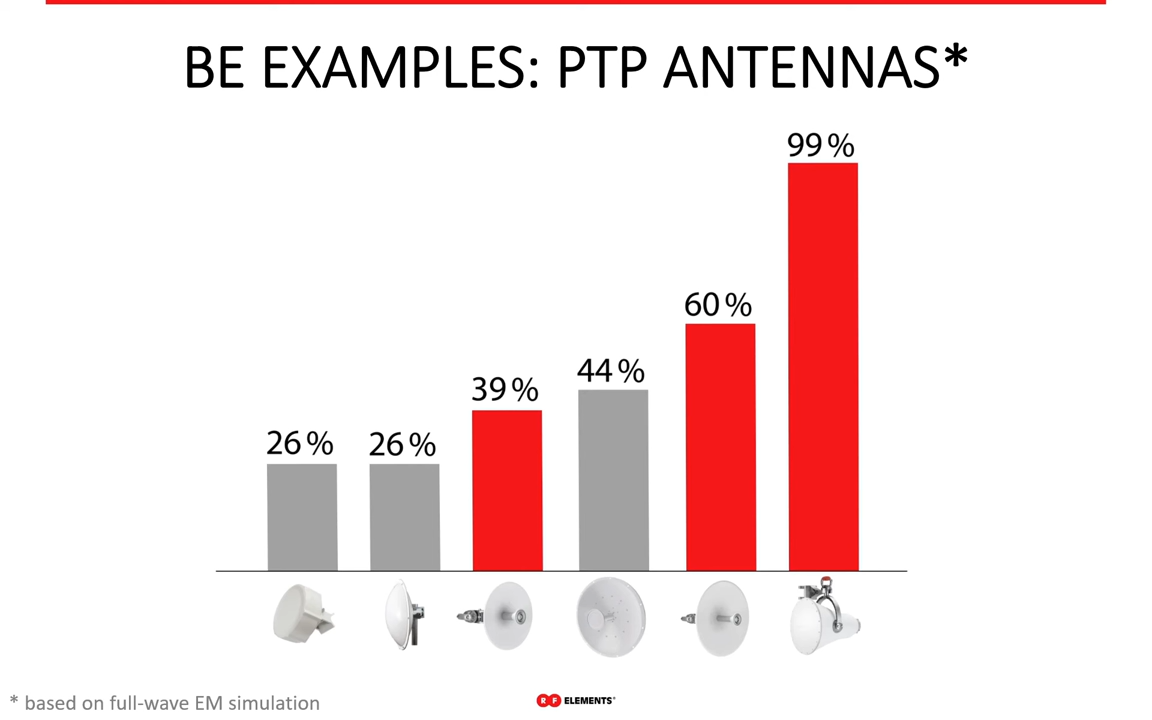 BE EXAMPLES: PTP ANTENNAS*
99 %
60 %
44 %
39 %
26 %
26 %
* based on full-wave EM simulation
RF ELEMENTS®